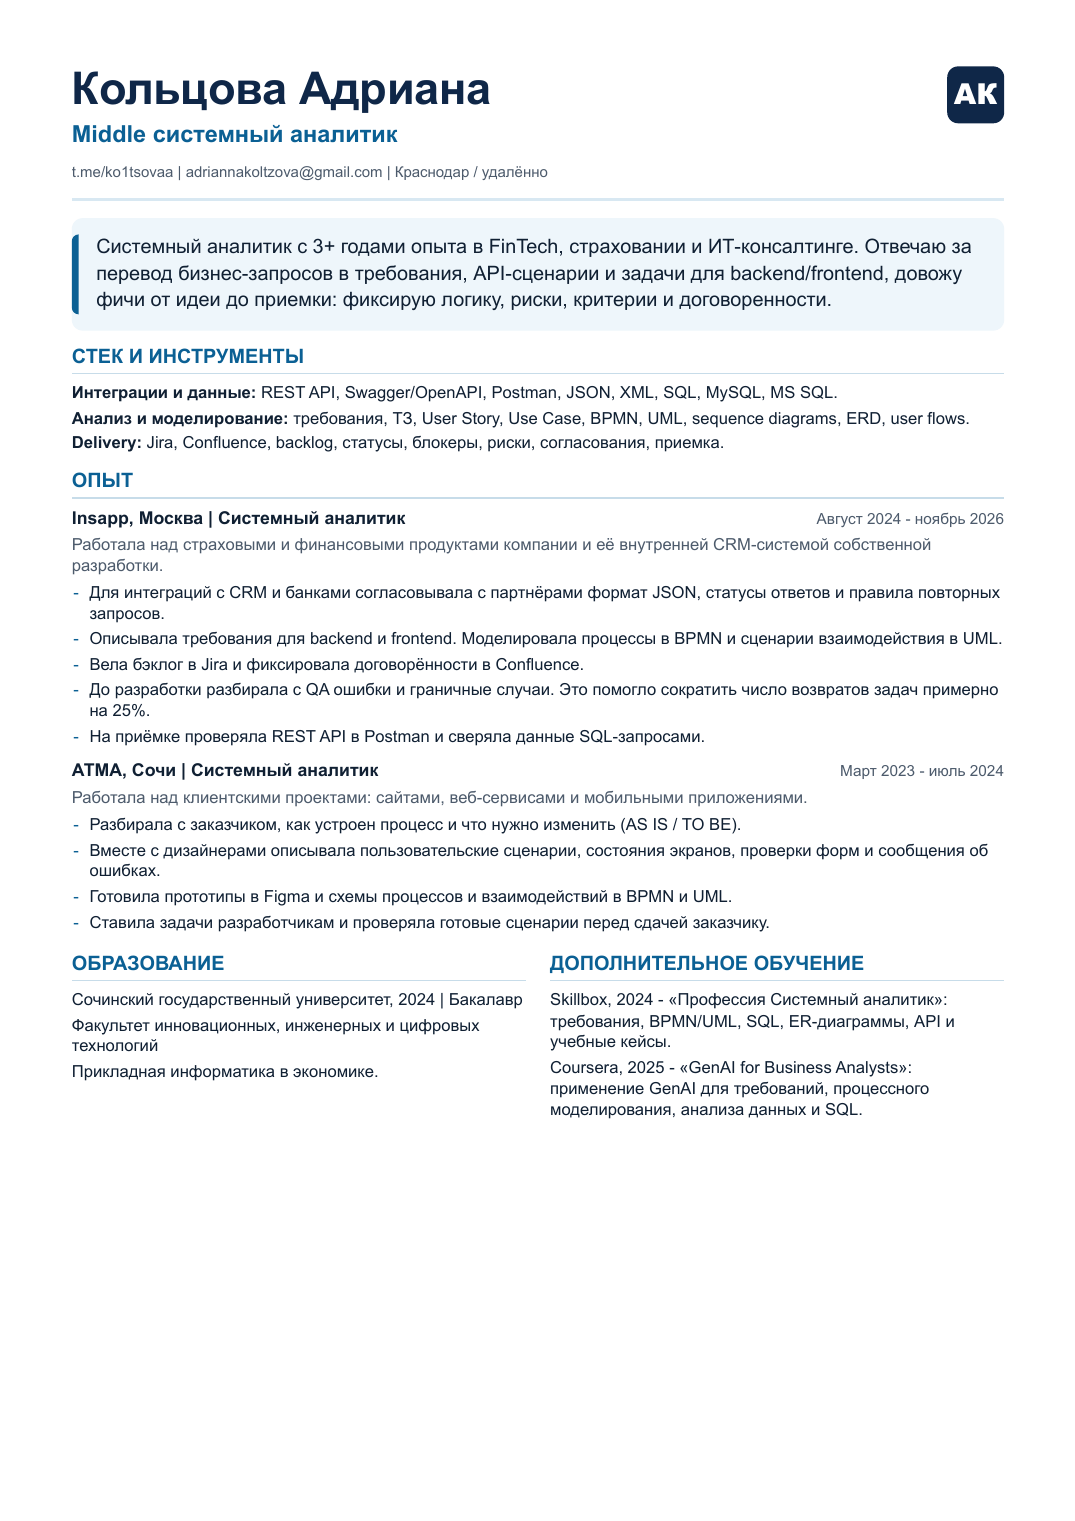 Кольцова Адриана
АК
Middle системный аналитик
t.me/ko1tsovaa | adriannakoltzova@gmail.com | Краснодар / удалённо
Системный аналитик с 3+ годами опыта в FinTech, страховании и ИТ-консалтинге. Отвечаю за
перевод бизнес-запросов в требования, API-сценарии и задачи для backend/frontend, довожу
фичи от идеи до приемки: фиксирую логику, риски, критерии и договоренности.
СТЕК И ИНСТРУМЕНТЫ
Интеграции и данные: REST API, Swagger/OpenAPI, Postman, JSON, XML, SQL, MySQL, MS SQL.
Анализ и моделирование: требования, ТЗ, User Story, Use Case, BPMN, UML, sequence diagrams, ERD, user flows.
Delivery: Jira, Confluence, backlog, статусы, блокеры, риски, согласования, приемка.
ОПЫТ
Insapp, Москва | Системный аналитик
Август 2024 - ноябрь 2026
Работала над страховыми и финансовыми продуктами компании и её внутренней CRM-системой собственной
разработки.
- Для интеграций с CRM и банками согласовывала с партнёрами формат JSON, статусы ответов и правила повторных
запросов.
- Описывала требования для backend и frontend. Моделировала процессы в BPMN и сценарии взаимодействия в UML.
- Вела бэклог в Jira и фиксировала договорённости в Confluence.
- До разработки разбирала с QA ошибки и граничные случаи. Это помогло сократить число возвратов задач примерно
на 25%.
- На приёмке проверяла REST API в Postman и сверяла данные SQL-запросами.
АТМА, Сочи | Системный аналитик
Март 2023 - июль 2024
Работала над клиентскими проектами: сайтами, веб-сервисами и мобильными приложениями.
- Разбирала с заказчиком, как устроен процесс и что нужно изменить (AS IS / TO BE).
- Вместе с дизайнерами описывала пользовательские сценарии, состояния экранов, проверки форм и сообщения об
ошибках.
- Готовила прототипы в Figma и схемы процессов и взаимодействий в BPMN и UML.
- Ставила задачи разработчикам и проверяла готовые сценарии перед сдачей заказчику.
ОБРАЗОВАНИЕ
Сочинский государственный университет, 2024 | Бакалавр
Факультет инновационных, инженерных и цифровых
технологий
Прикладная информатика в экономике.
ДОПОЛНИТЕЛЬНОЕ ОБУЧЕНИЕ
Skillbox, 2024 - «Профессия Системный аналитик»:
требования, BPMN/UML, SQL, ER-диаграммы, API и
учебные кейсы.
Coursera, 2025 - «GenAI for Business Analysts»:
применение GenAI для требований, процессного
моделирования, анализа данных и SQL.